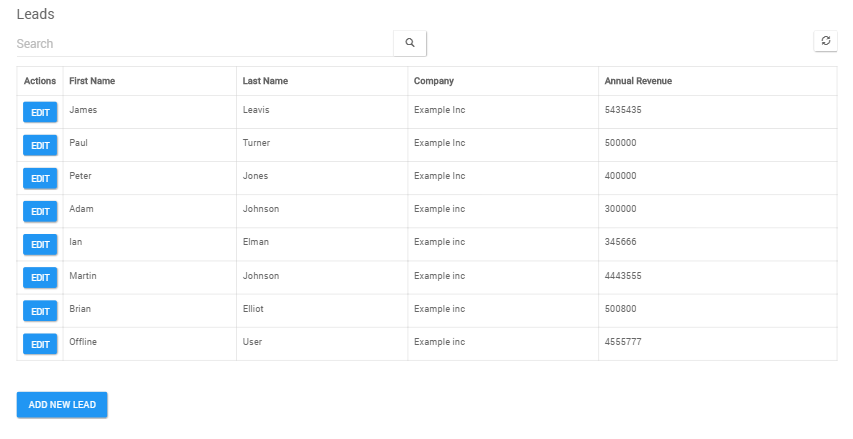 Leads
Search
Actions First Name Last Name Company Annual Revenue
EDIT James Leavis Example Inc 5435435
EDIT Paul Turner Example Inc 500000
EDIT Peter Jones Example Inc 400000
EDIT Adam Johnson Example inc 300000
EDIT Ian Elman Example inc 345666
EDIT Martin Johnson Example inc 4443555
EDIT Brian Elliot Example inc 500800
EDIT Offline User Example inc 4555777
ADD NEW LEAD